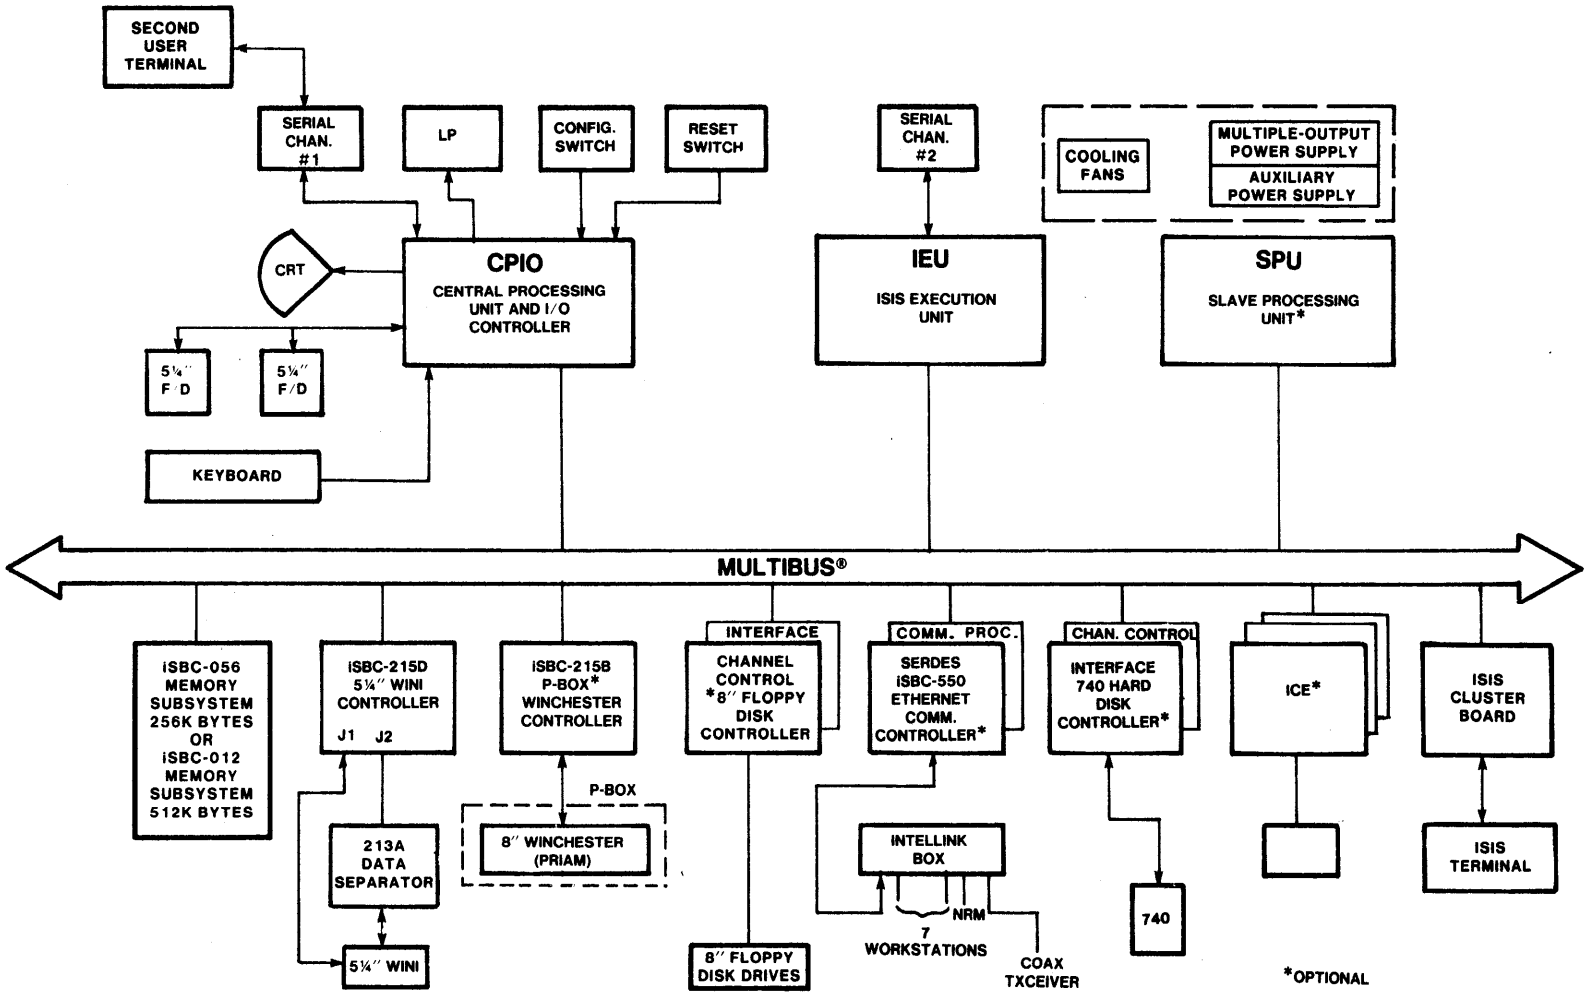 SECOND
USER
TERMINAL
SERIAL
CHAN.
#1
LP
CONFIG.
SWITCH
RESET
SWITCH
SERIAL
CHAN.
#2
COOLING
FANS
MULTIPLE-OUTPUT
POWER SUPPLY
AUXILIARY
POWER SUPPLY
CRT
CPIO
CENTRAL PROCESSING
UNIT AND I/O
CONTROLLER
IEU
ISIS EXECUTION
UNIT
SPU
SLAVE PROCESSING
UNIT*
5¼″
F/D
5¼″
F/D
KEYBOARD
MULTIBUS®
iSBC-056
MEMORY
SUBSYSTEM
256K BYTES
OR
iSBC-012
MEMORY
SUBSYSTEM
512K BYTES
iSBC-215D
5¼″ WINI
CONTROLLER
J1 J2
213A
DATA
SEPARATOR
5¼″ WINI
iSBC-215B
P-BOX*
WINCHESTER
CONTROLLER
P-BOX
8″ WINCHESTER
(PRIAM)
INTERFACE
CHANNEL
CONTROL
*8″ FLOPPY
DISK
CONTROLLER
8″ FLOPPY
DISK DRIVES
COMM. PROC.
SERDES
iSBC-550
ETHERNET
COMM.
CONTROLLER*
INTELLINK
BOX
NRM
7
WORKSTATIONS
COAX
TXCEIVER
CHAN. CONTROL
INTERFACE
740 HARD
DISK
CONTROLLER*
740
ICE*
ISIS
CLUSTER
BOARD
ISIS
TERMINAL
*OPTIONAL